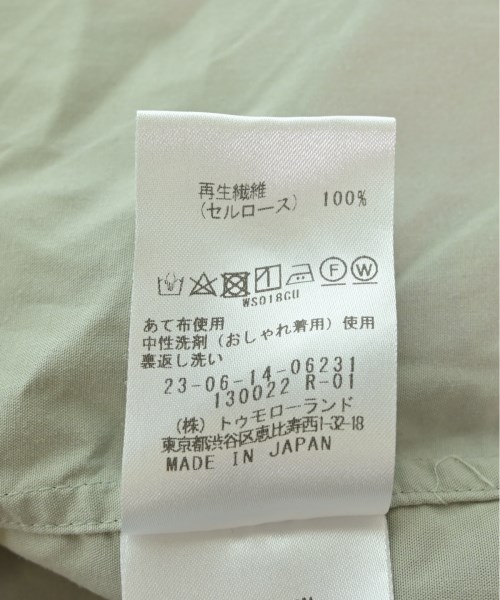 再生繊維
(セルロース) 100%
F W
WS018GU
あて布使用
中性洗剤(おしゃれ着用)使用
裏返し洗い
23-06-14-06231
130022 R-01
(株)トゥモローランド
東京都渋谷区恵比寿西1-32-18
MADE IN JAPAN